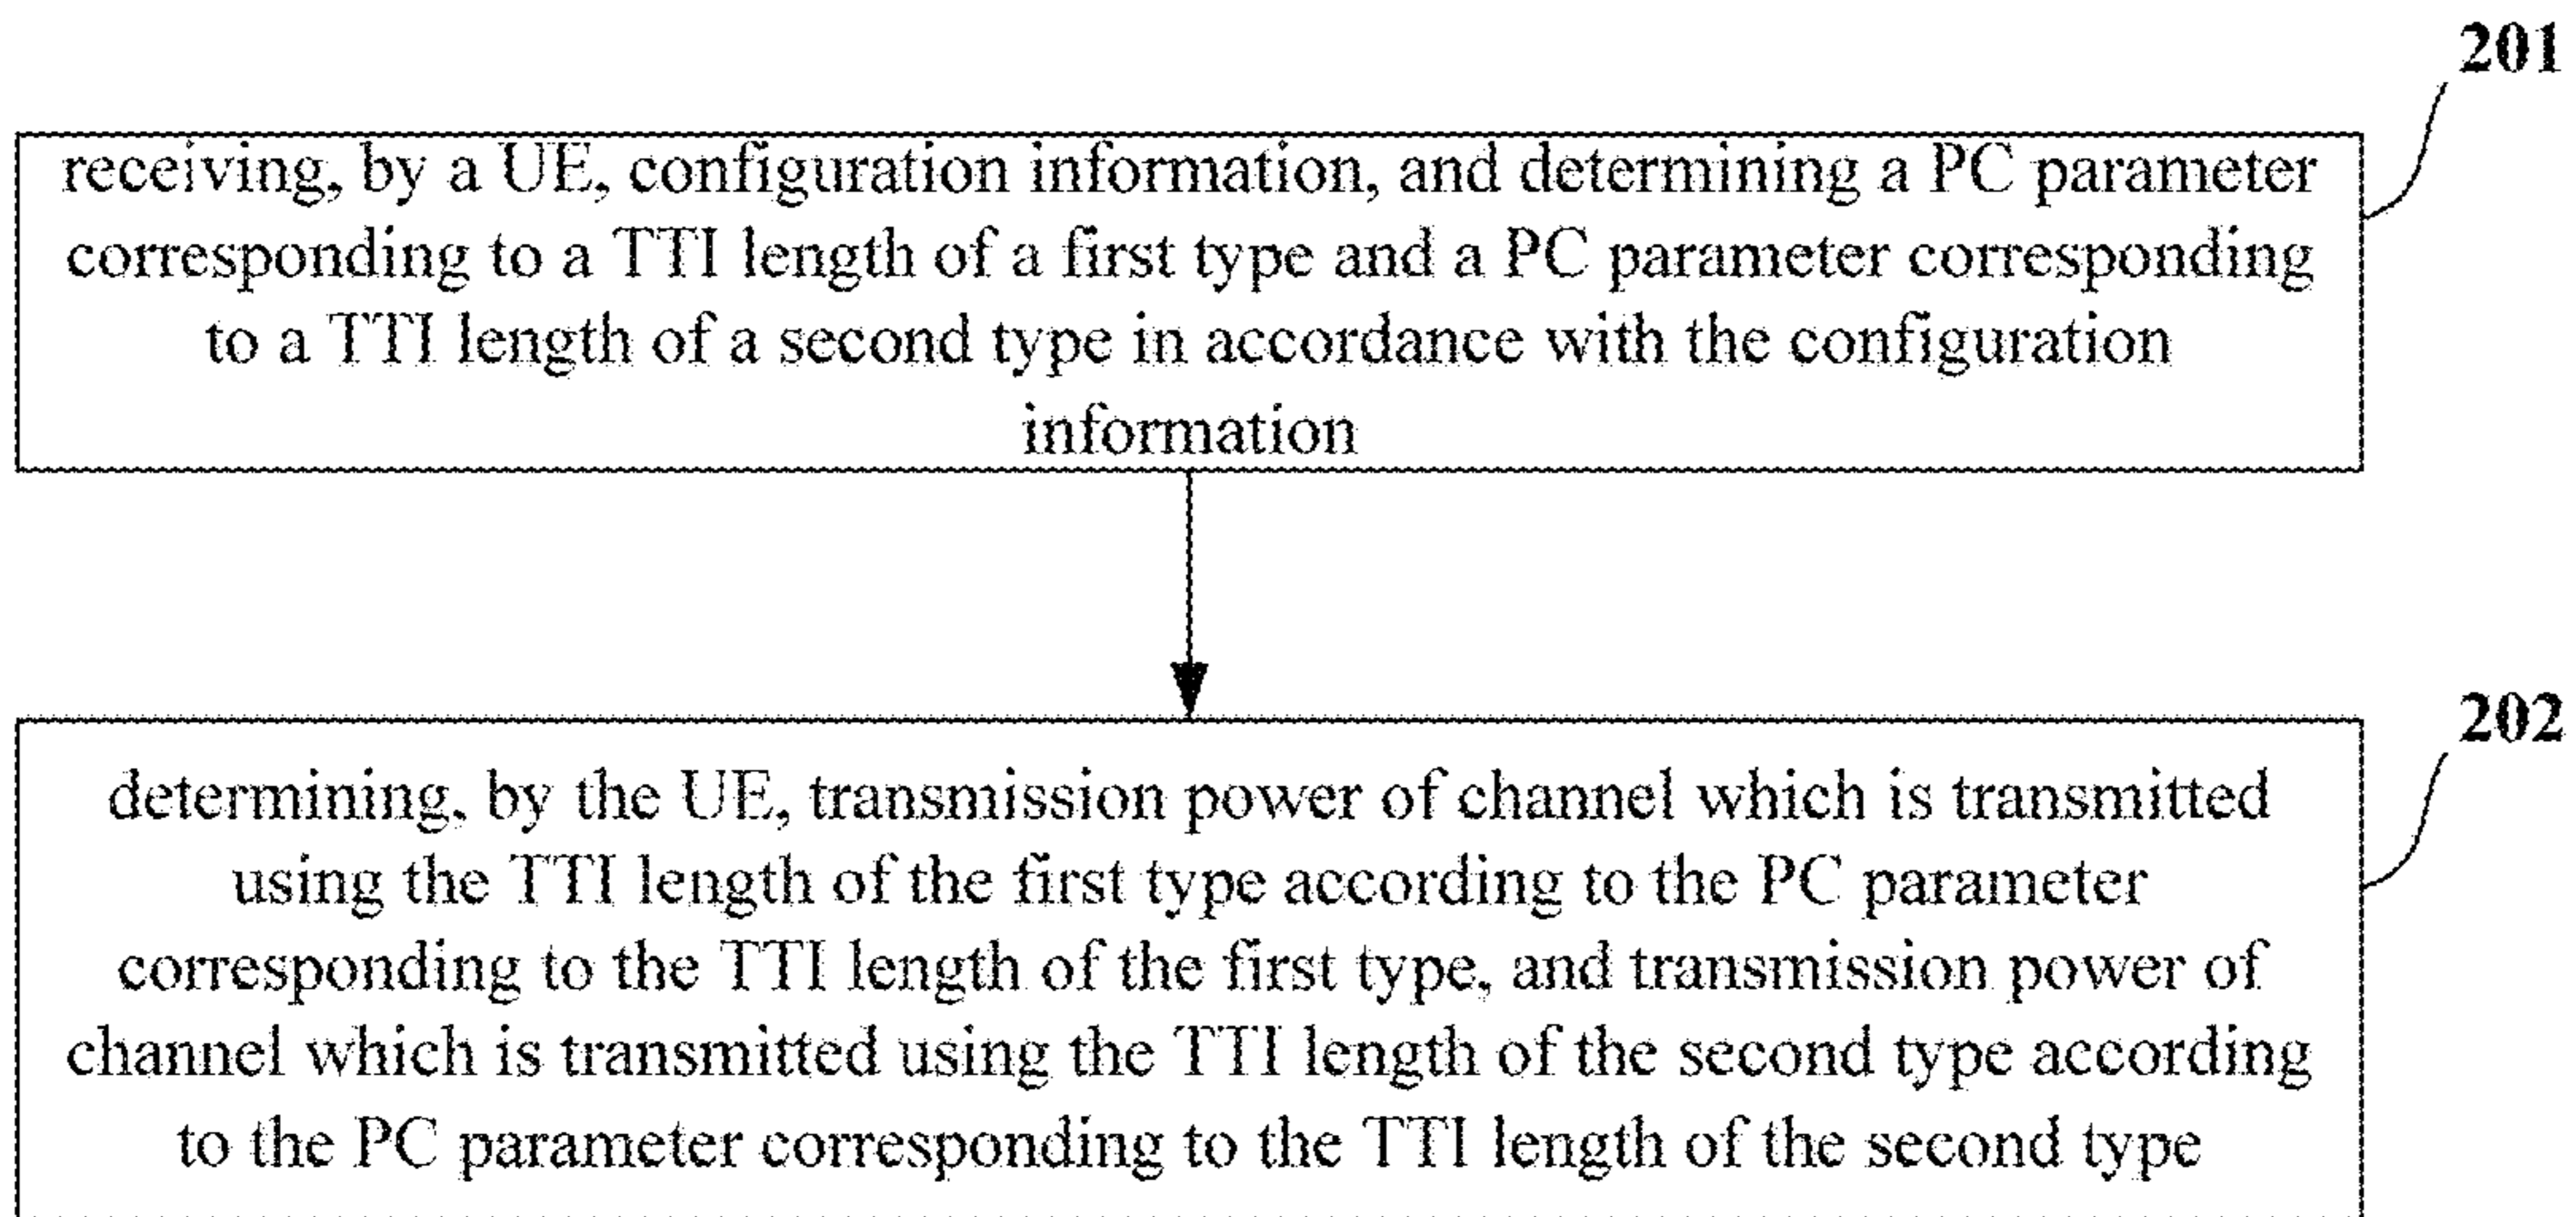 201
receiving, by a UE, configuration information, and determining a PC parameter
corresponding to a TTI length of a first type and a PC parameter corresponding
to a TTI length of a second type in accordance with the configuration
information
202
determining, by the UE, transmission power of channel which is transmitted
using the TTI length of the first type according to the PC parameter
corresponding to the TTI length of the first type, and transmission power of
channel which is transmitted using the TTI length of the second type according
to the PC parameter corresponding to the TTI length of the second type